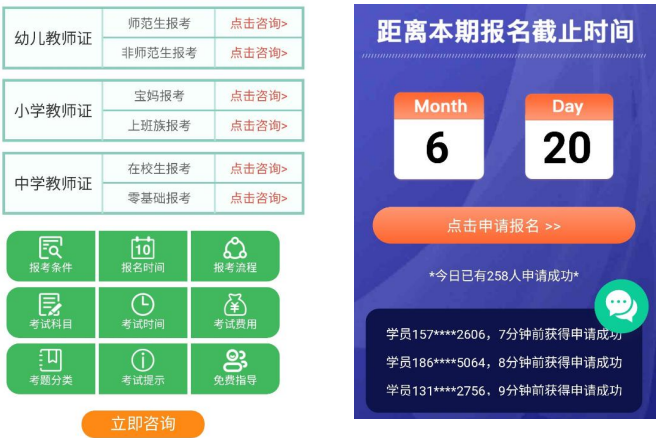 幼儿教师证
师范生报考
点击咨询>
非师范生报考
点击咨询>
小学教师证
宝妈报考
点击咨询>
上班族报考
点击咨询>
中学教师证
在校生报考
点击咨询>
零基础报考
点击咨询>
报考条件
10
报名时间
报考流程
考试科目
考试时间
考试费用
考题分类
考试提示
免费指导
立即咨询
距离本期报名截止时间
Month
Day
6
20
点击申请报名 >>
*今日已有258人申请成功*
学员157****2606，7分钟前获得申请成功
学员186****5064，8分钟前获得申请成功
学员131****2756，9分钟前获得申请成功